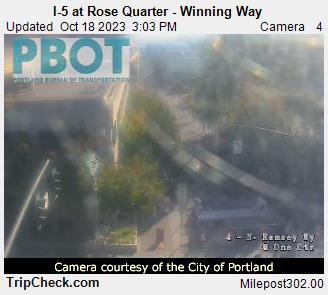 I-5 at Rose Quarter - Winning Way
Updated Oct 18 2023 3:03 PM Camera 4
PBOT
PORTLAND BUREAU OF TRANSPORTATION
4 - N. Ramsey Wy
W One Ctr
Camera courtesy of the City of Portland
TripCheck.com Milepost302.00